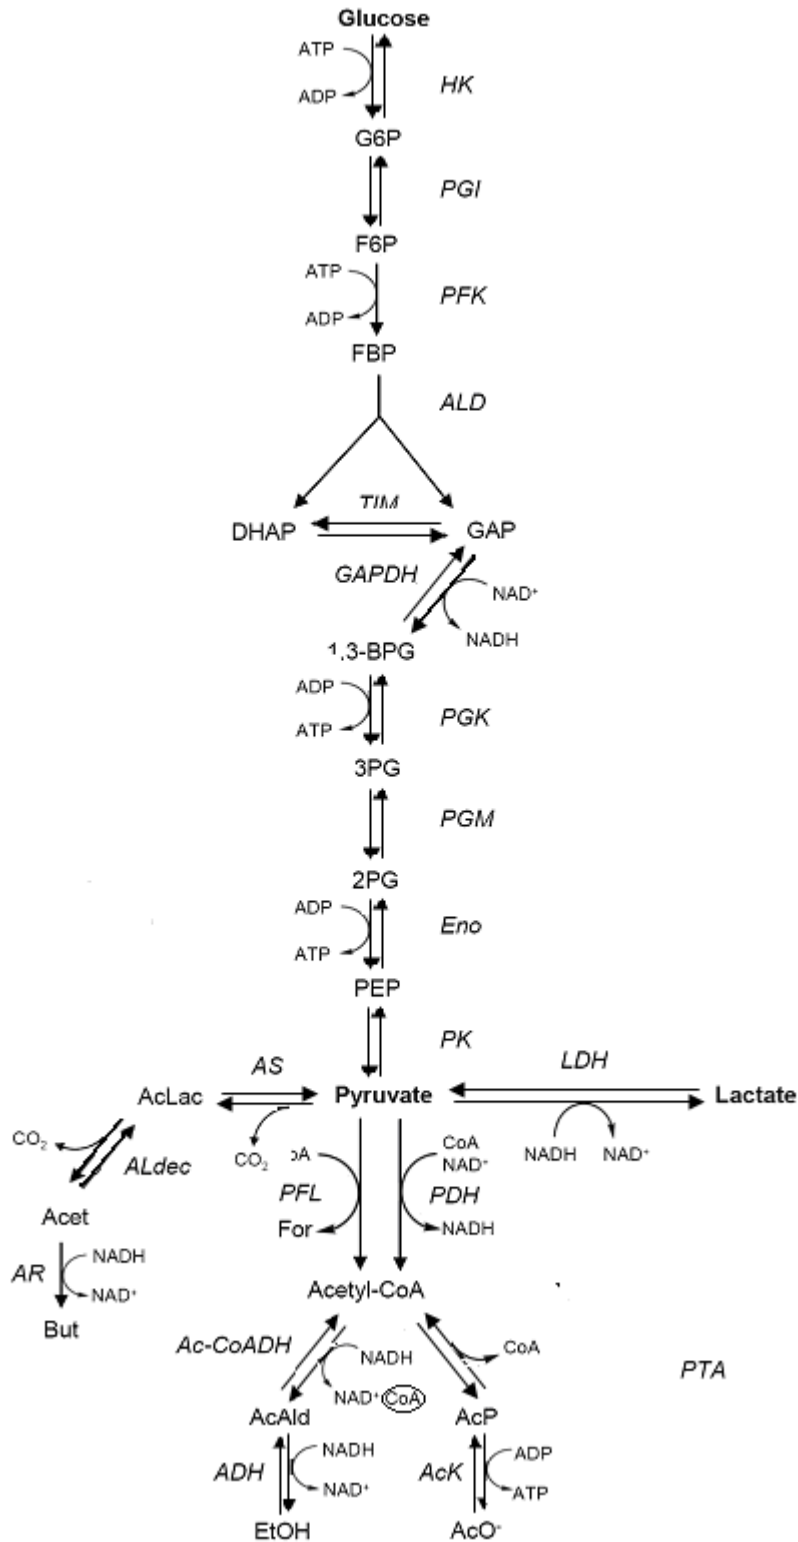 Glucose
ATP
ADP
HK
G6P
PGI
F6P
ATP
ADP
PFK
FBP
ALD
TIM
DHAP
GAP
GAPDH
NAD⁺
NADH
1,3-BPG
ADP
ATP
PGK
3PG
PGM
2PG
ADP
ATP
Eno
PEP
PK
AS
LDH
AcLac
Pyruvate
Lactate
CO₂
ALdec
CO₂
CoA
NAD⁺
NADH
NAD⁺
PFL
PDH
Acet
For
NADH
AR
NADH
NAD⁺
Acetyl-CoA
But
Ac-CoADH
NADH
CoA
PTA
NAD⁺ CoA
AcAld
AcP
ADH
NADH
NAD⁺
AcK
ADP
ATP
EtOH
AcO⁻